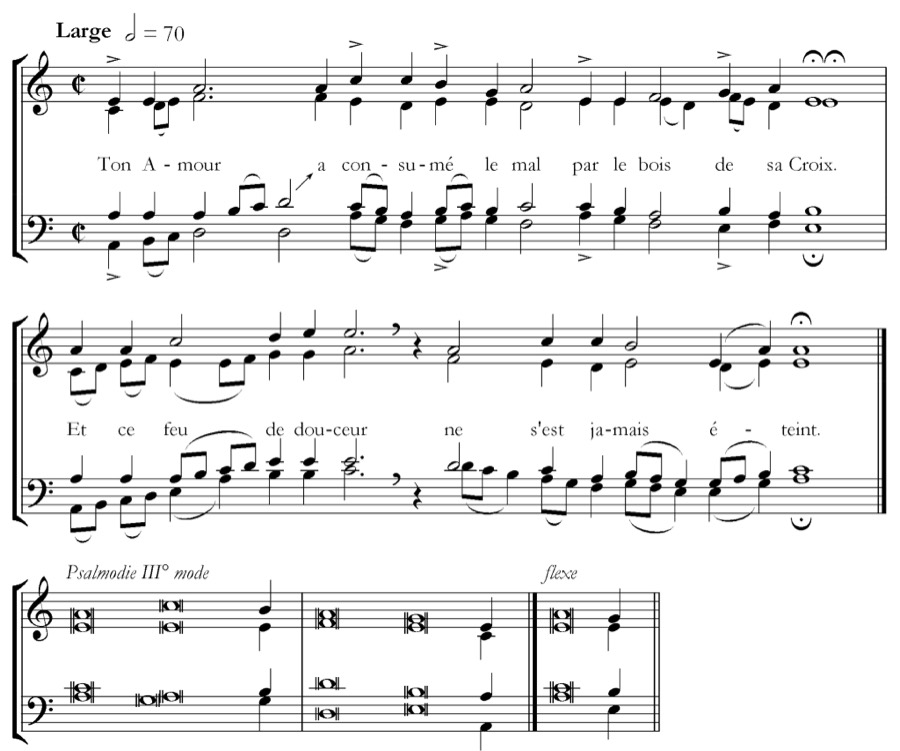 Large 𝅗𝅥 = 70
Ton A - mour a con - su - mé le mal par le bois de sa Croix.
Et ce feu de dou-ceur ne s'est ja-mais é - teint.
Psalmodie III° mode flexe